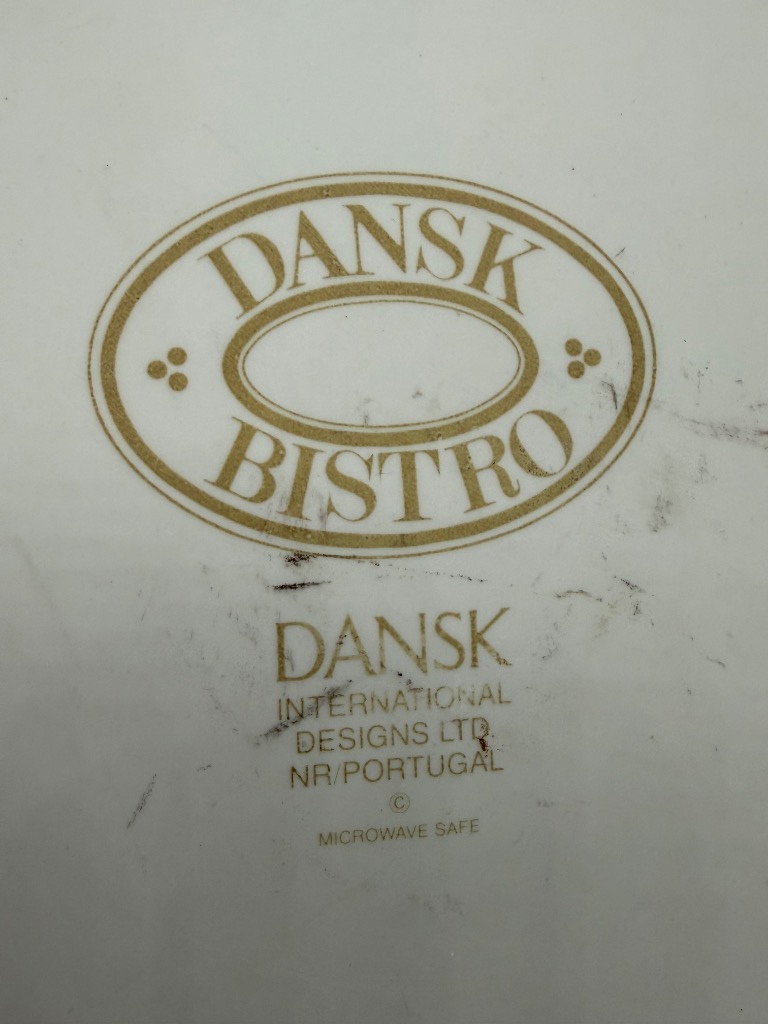 DANSK
BISTRO
DANSK
INTERNATIONAL
DESIGNS LTD
NR/PORTUGAL
©
MICROWAVE SAFE